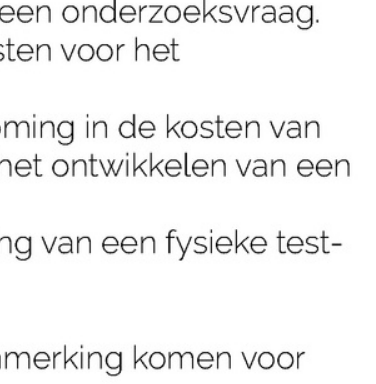 een onderzoeksvraag.
sten voor het
ming in de kosten van
het ontwikkelen van een
ng van een fysieke test-
merking komen voor